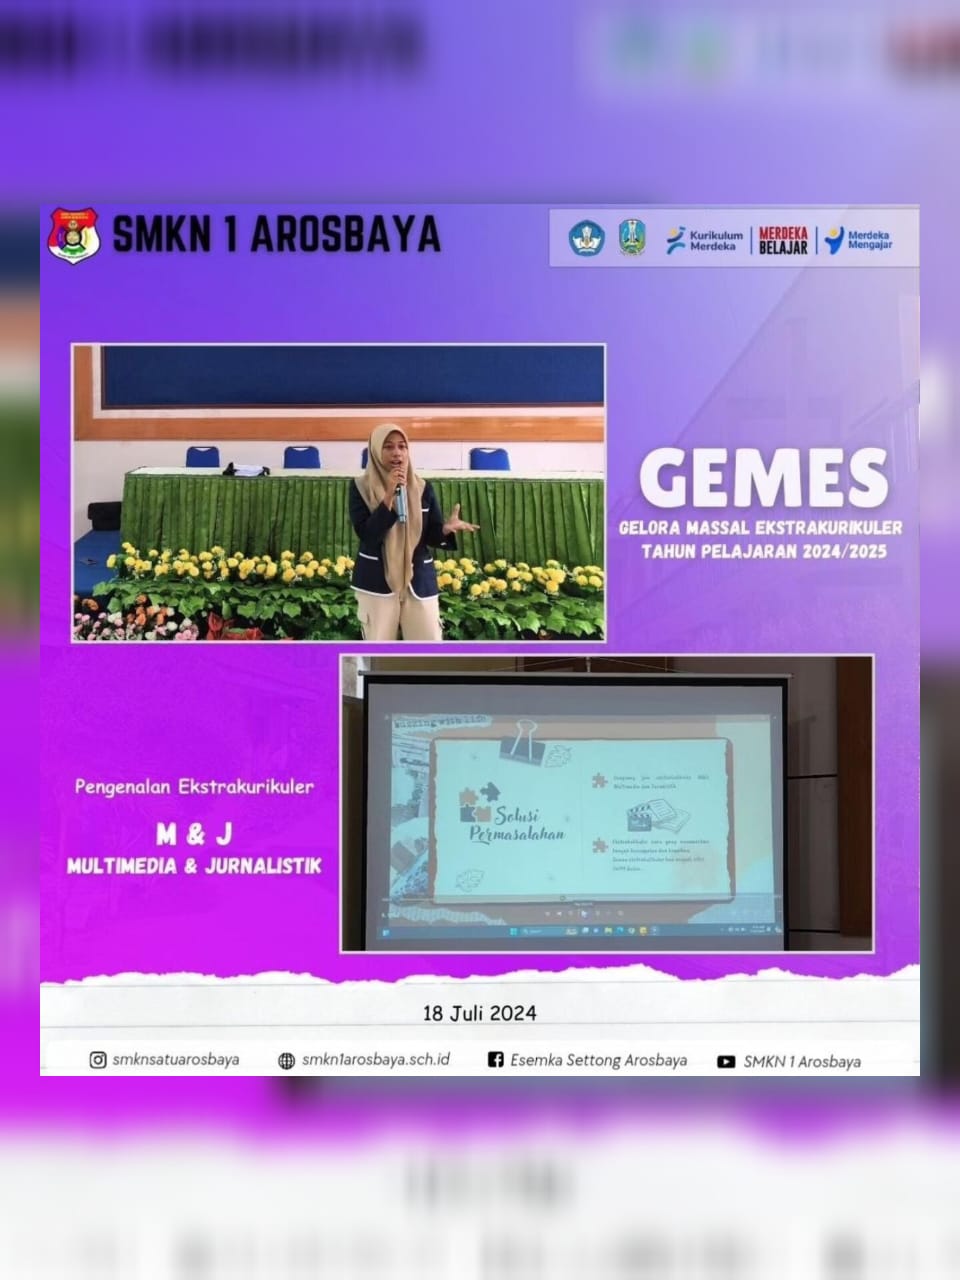 SMKN 1 AROSBAYA
Kurikulum
Merdeka
MERDEKA
BELAJAR
Merdeka
Mengajar
GEMES
GELORA MASSAL EKSTRAKURIKULER
TAHUN PELAJARAN 2024/2025
Solusi
Permasalahan
Pengenalan Ekstrakurikuler
M & J
MULTIMEDIA & JURNALISTIK
18 Juli 2024
smknsatuarosbaya
smkn1arosbaya.sch.id
Esemka Settong Arosbaya
SMKN 1 Arosbaya